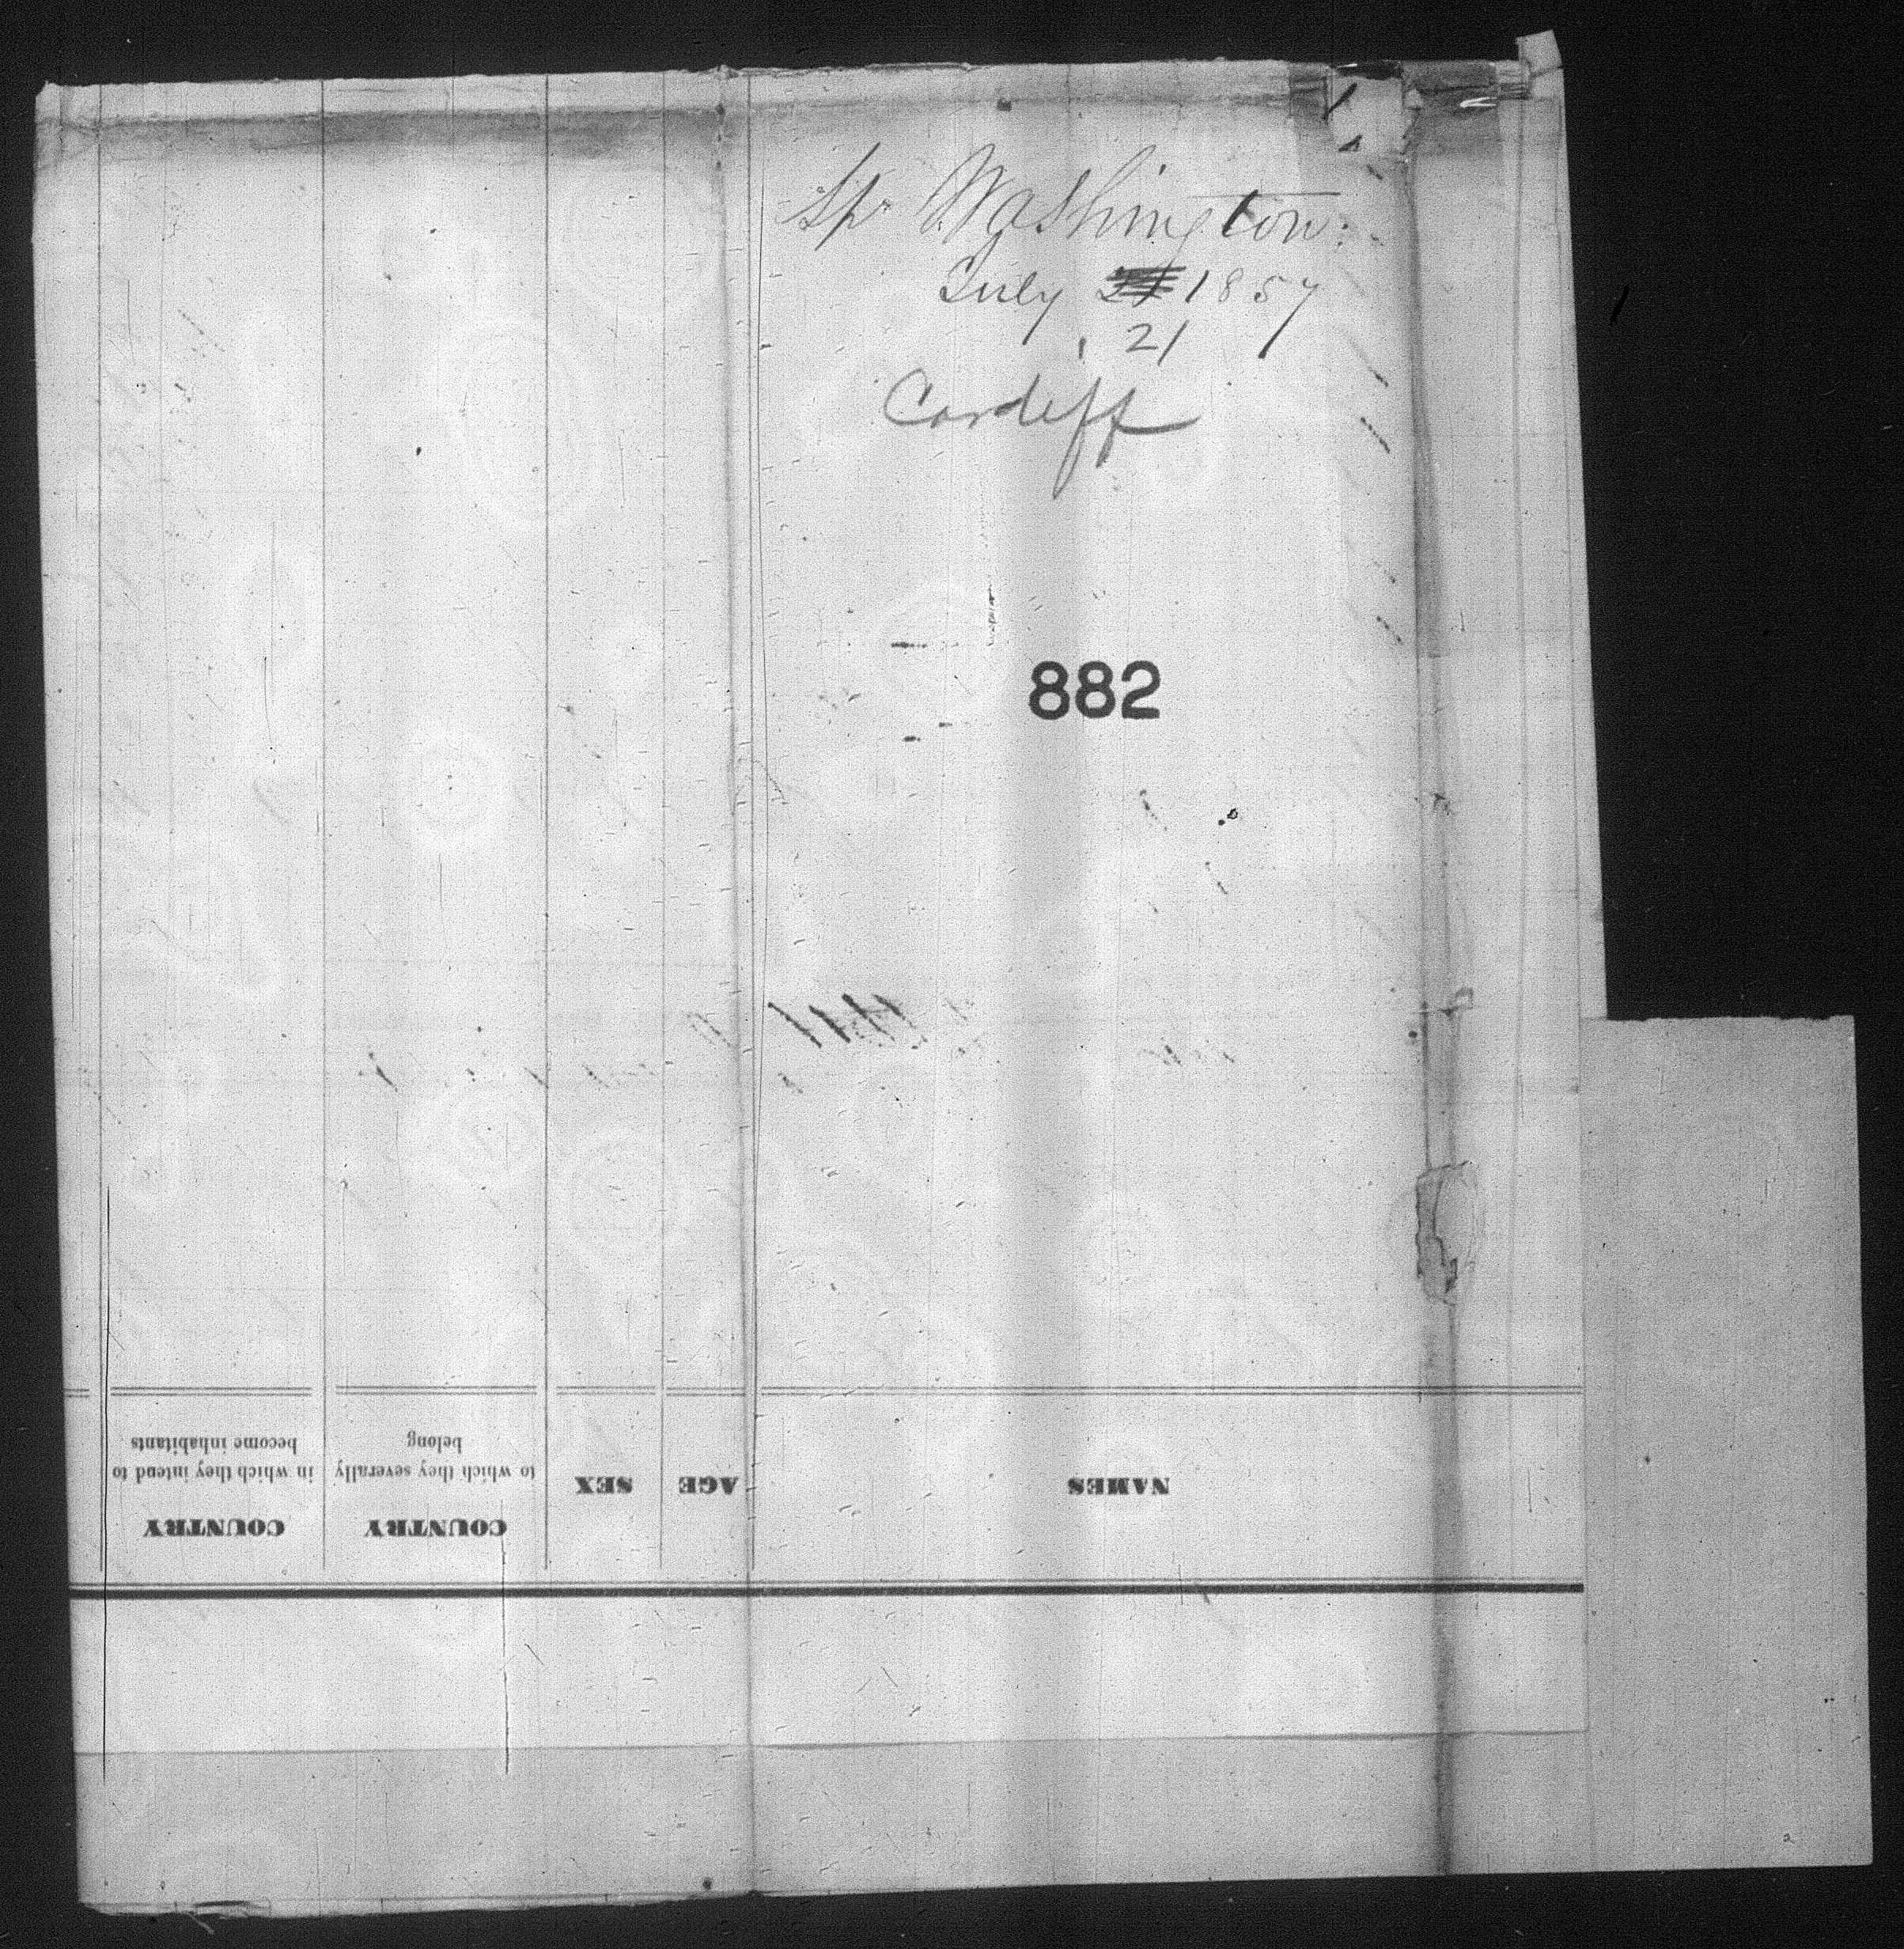 Sp. Washington.
July 21 1857
21
Cardiff
882
NAMES
AGE
SEX
COUNTRY
to which they severally
belong
COUNTRY
in which they intend to
become inhabitants